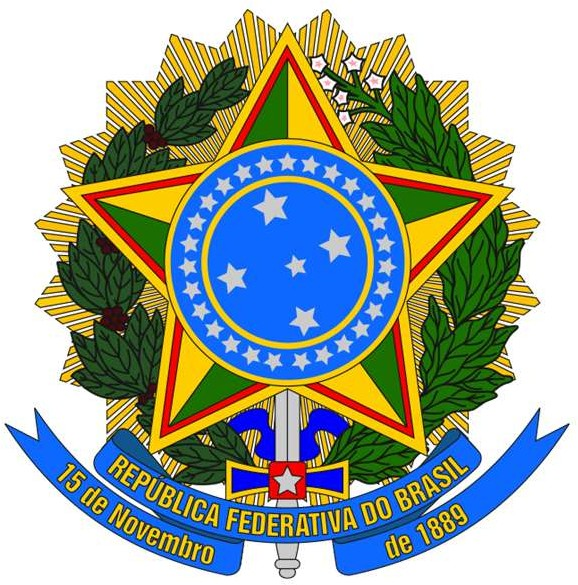 REPÚBLICA FEDERATIVA DO BRASIL
15 de Novembro de 1889